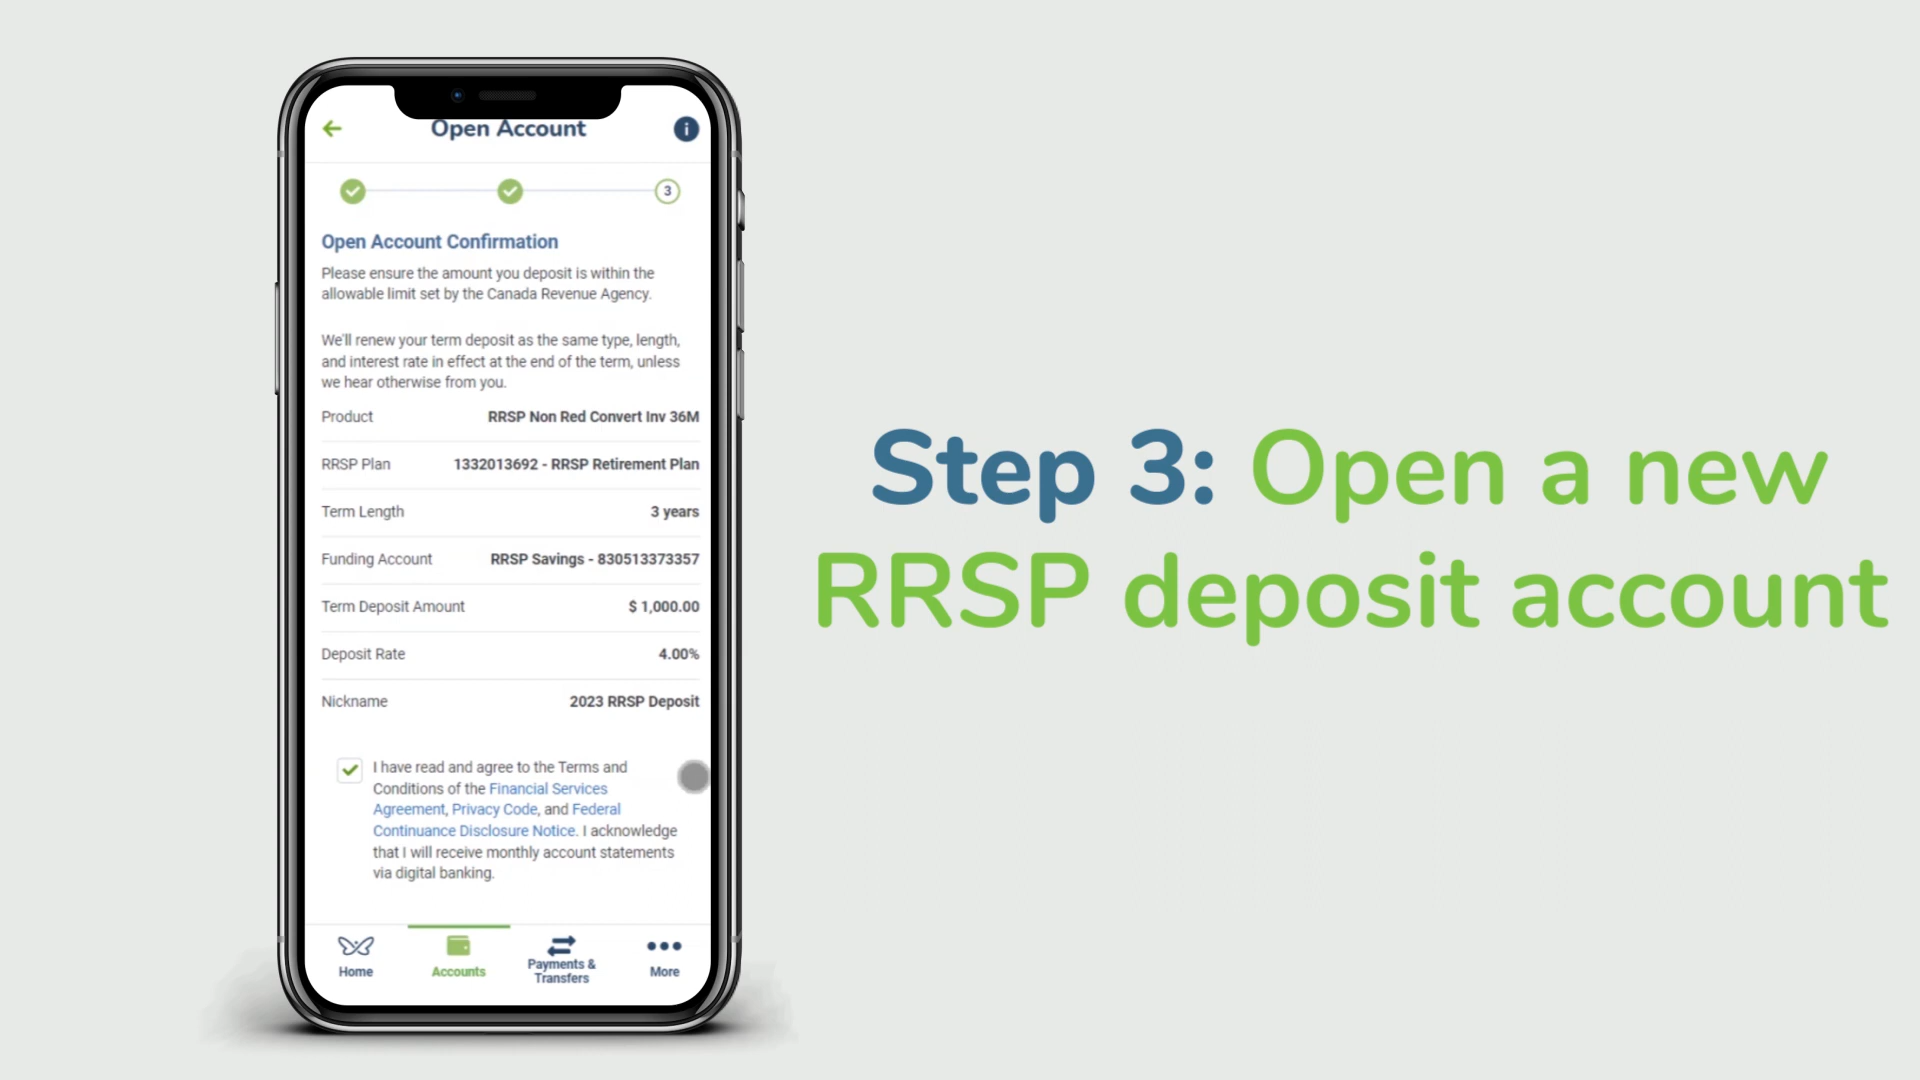 Open Account
3
Open Account Confirmation
Please ensure the amount you deposit is within the
allowable limit set by the Canada Revenue Agency.
We'll renew your term deposit as the same type, length,
and interest rate in effect at the end of the term, unless
we hear otherwise from you.
Product RRSP Non Red Convert Inv 36M
RRSP Plan 1332013692 - RRSP Retirement Plan
Term Length 3 years
Funding Account RRSP Savings - 830513373357
Term Deposit Amount $ 1,000.00
Deposit Rate 4.00%
Nickname 2023 RRSP Deposit
I have read and agree to the Terms and
Conditions of the Financial Services
Agreement, Privacy Code, and Federal
Continuance Disclosure Notice. I acknowledge
that I will receive monthly account statements
via digital banking.
Home Accounts Payments & Transfers More
Step 3: Open a new
RRSP deposit account